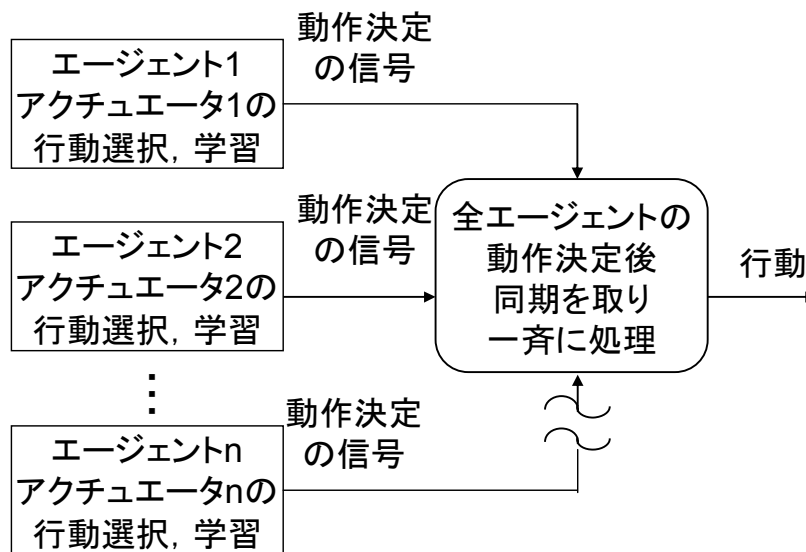 エージェント1
アクチュエータ1の
行動選択, 学習
動作決定
の信号
エージェント2
アクチュエータ2の
行動選択, 学習
動作決定
の信号
全エージェントの
動作決定後
同期を取り
一斉に処理
行動
⋮
エージェントn
アクチュエータnの
行動選択, 学習
動作決定
の信号